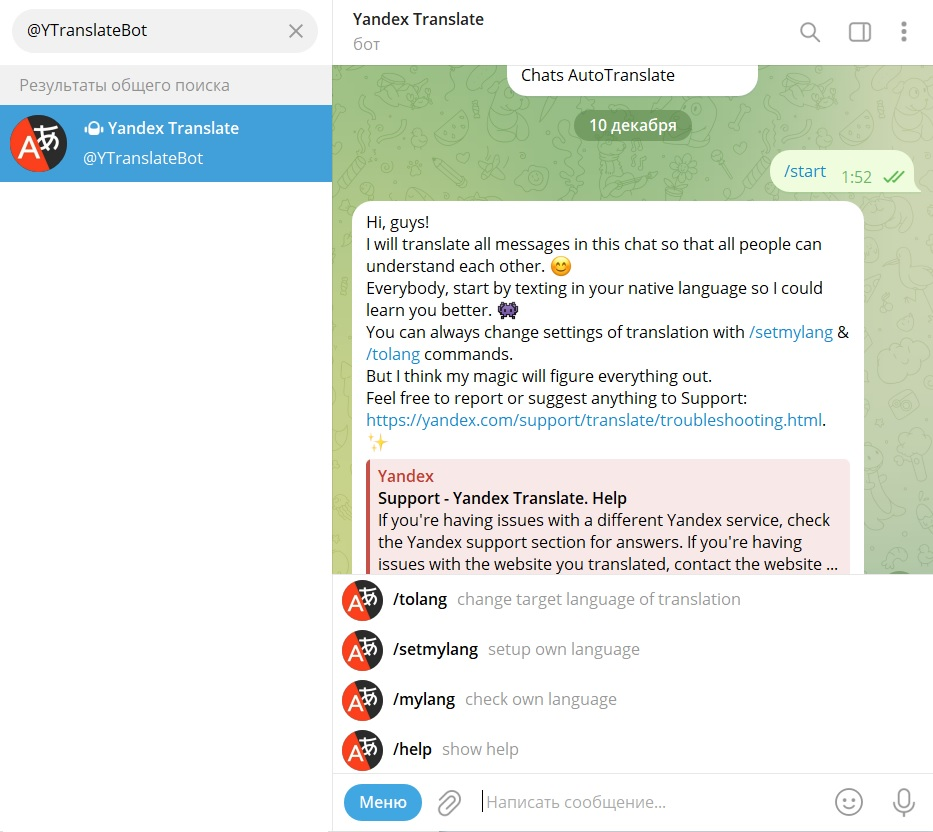 @YTranslateBot
Результаты общего поиска
Yandex Translate
@YTranslateBot
Yandex Translate
бот
Chats AutoTranslate
10 декабря
/start 1:52
Hi, guys!
I will translate all messages in this chat so that all people can
understand each other. 😊
Everybody, start by texting in your native language so I could
learn you better. 👾
You can always change settings of translation with /setmylang &
/tolang commands.
But I think my magic will figure everything out.
Feel free to report or suggest anything to Support:
https://yandex.com/support/translate/troubleshooting.html.
✨
Yandex
Support - Yandex Translate. Help
If you're having issues with a different Yandex service, check
the Yandex support section for answers. If you're having
issues with the website you translated, contact the website ...
/tolang change target language of translation
/setmylang setup own language
/mylang check own language
/help show help
Меню
Написать сообщение...